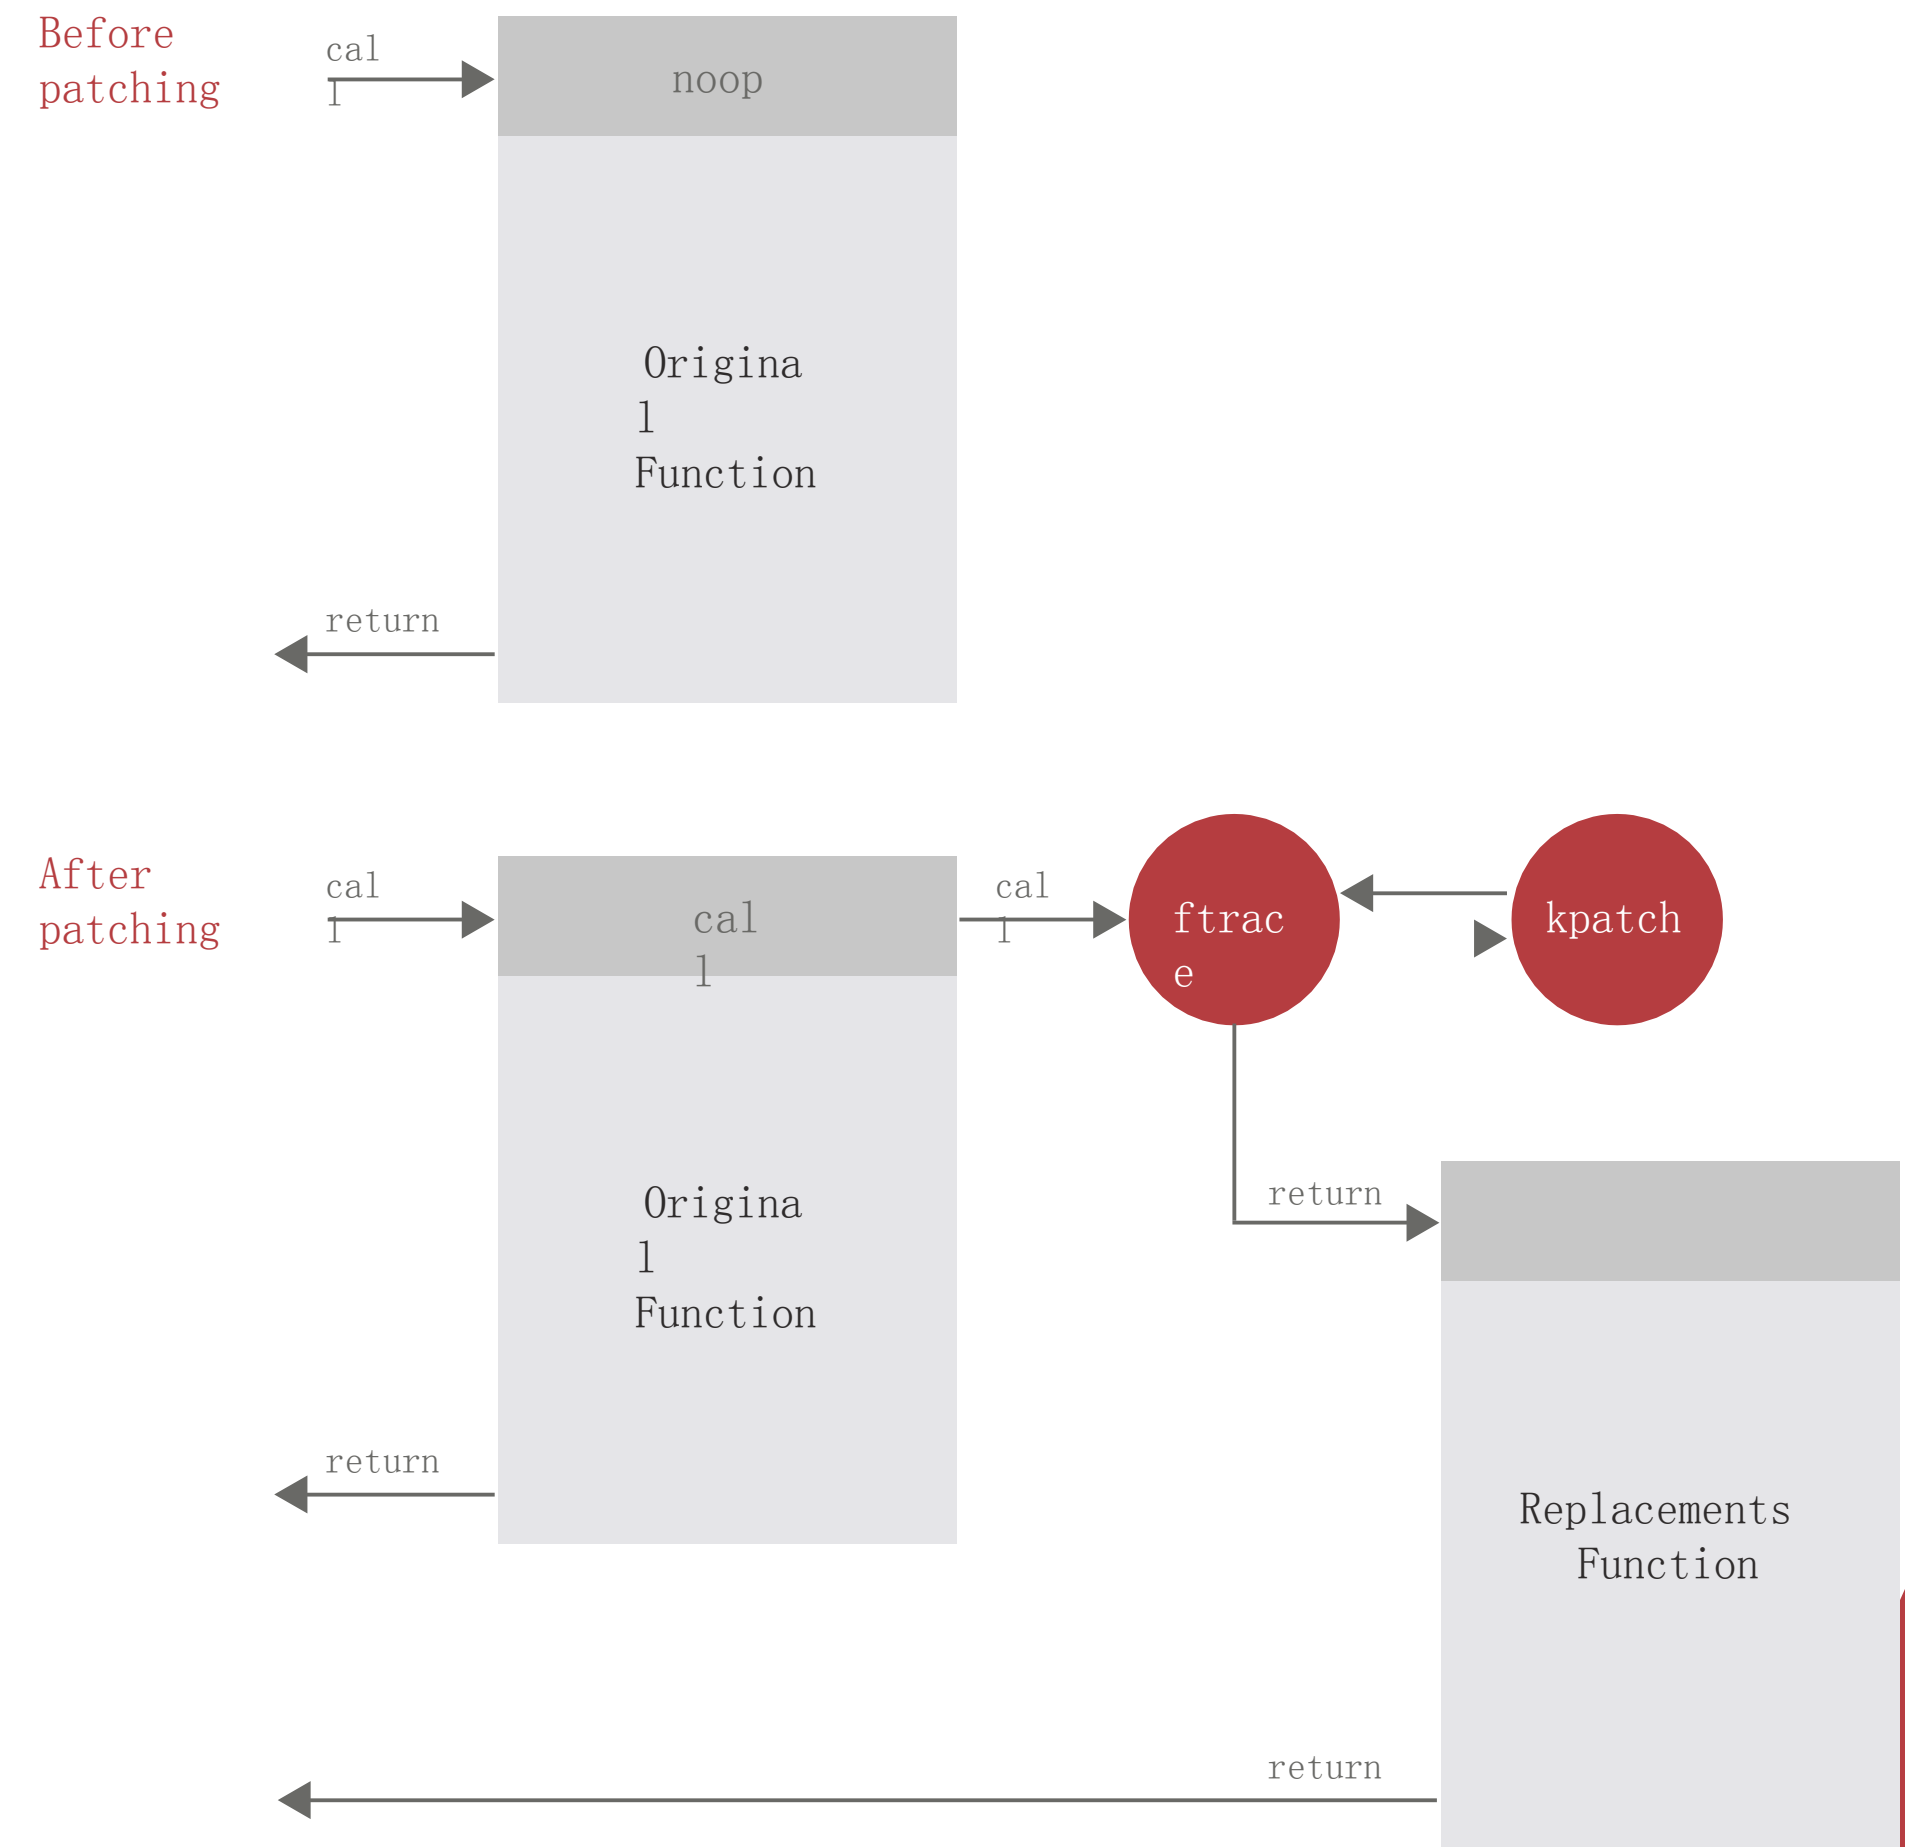 Before
patching
cal
l
noop
Origina
l
Function
return
After
patching
cal
l
cal
l
cal
l
ftrac
e
kpatch
Origina
l
Function
return
return
Replacements
Function
return